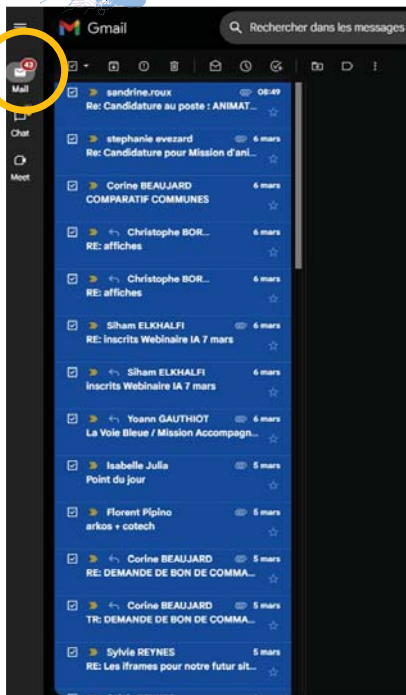 Gmail
Rechercher dans les messages
43
Mail
Chat
Meet
sandrine.roux 08:49
Re: Candidature au poste : ANIMAT...
stephanie evezard 6 mars
Re: Candidature pour Mission d'ani...
Corine BEAUJARD 6 mars
COMPARATIF COMMUNES
Christophe BOR... 6 mars
RE: affiches
Christophe BOR... 6 mars
RE: affiches
Siham ELKHALFI 6 mars
RE: inscrits Webinaire IA 7 mars
Siham ELKHALFI 6 mars
inscrits Webinaire IA 7 mars
Yoann GAUTHIOT 6 mars
La Voie Bleue / Mission Accompagn...
Isabelle Julia 5 mars
Point du jour
Florent Pipino 5 mars
arkos + cotech
Corine BEAUJARD 5 mars
RE: DEMANDE DE BON DE COMMA...
Corine BEAUJARD 5 mars
TR: DEMANDE DE BON DE COMMA...
Sylvie REYNES 5 mars
RE: Les iframes pour notre futur sit...